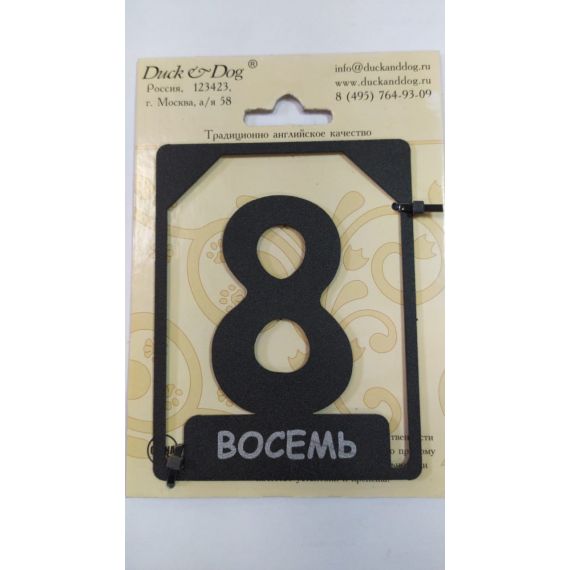 Duck & Dog ®
Россия, 123423,
г. Москва, а/я 58
info@duckanddog.ru
www.duckanddog.ru
8 (495) 764-93-09
Традиционно английское качество
8
ВОСЕМЬ